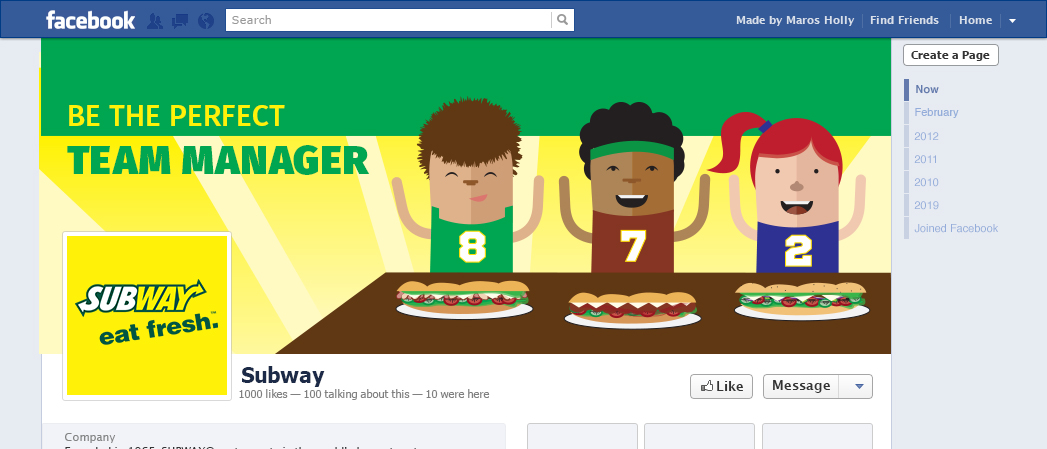 facebook
Search
Made by Maros Holly
Find Friends
Home
Create a Page
BE THE PERFECT
TEAM MANAGER
Now
February
2012
2011
2010
2019
Joined Facebook
8
7
2
SUBWAY
eat fresh.
Subway
1000 likes — 100 talking about this — 10 were here
Like
Message
Company